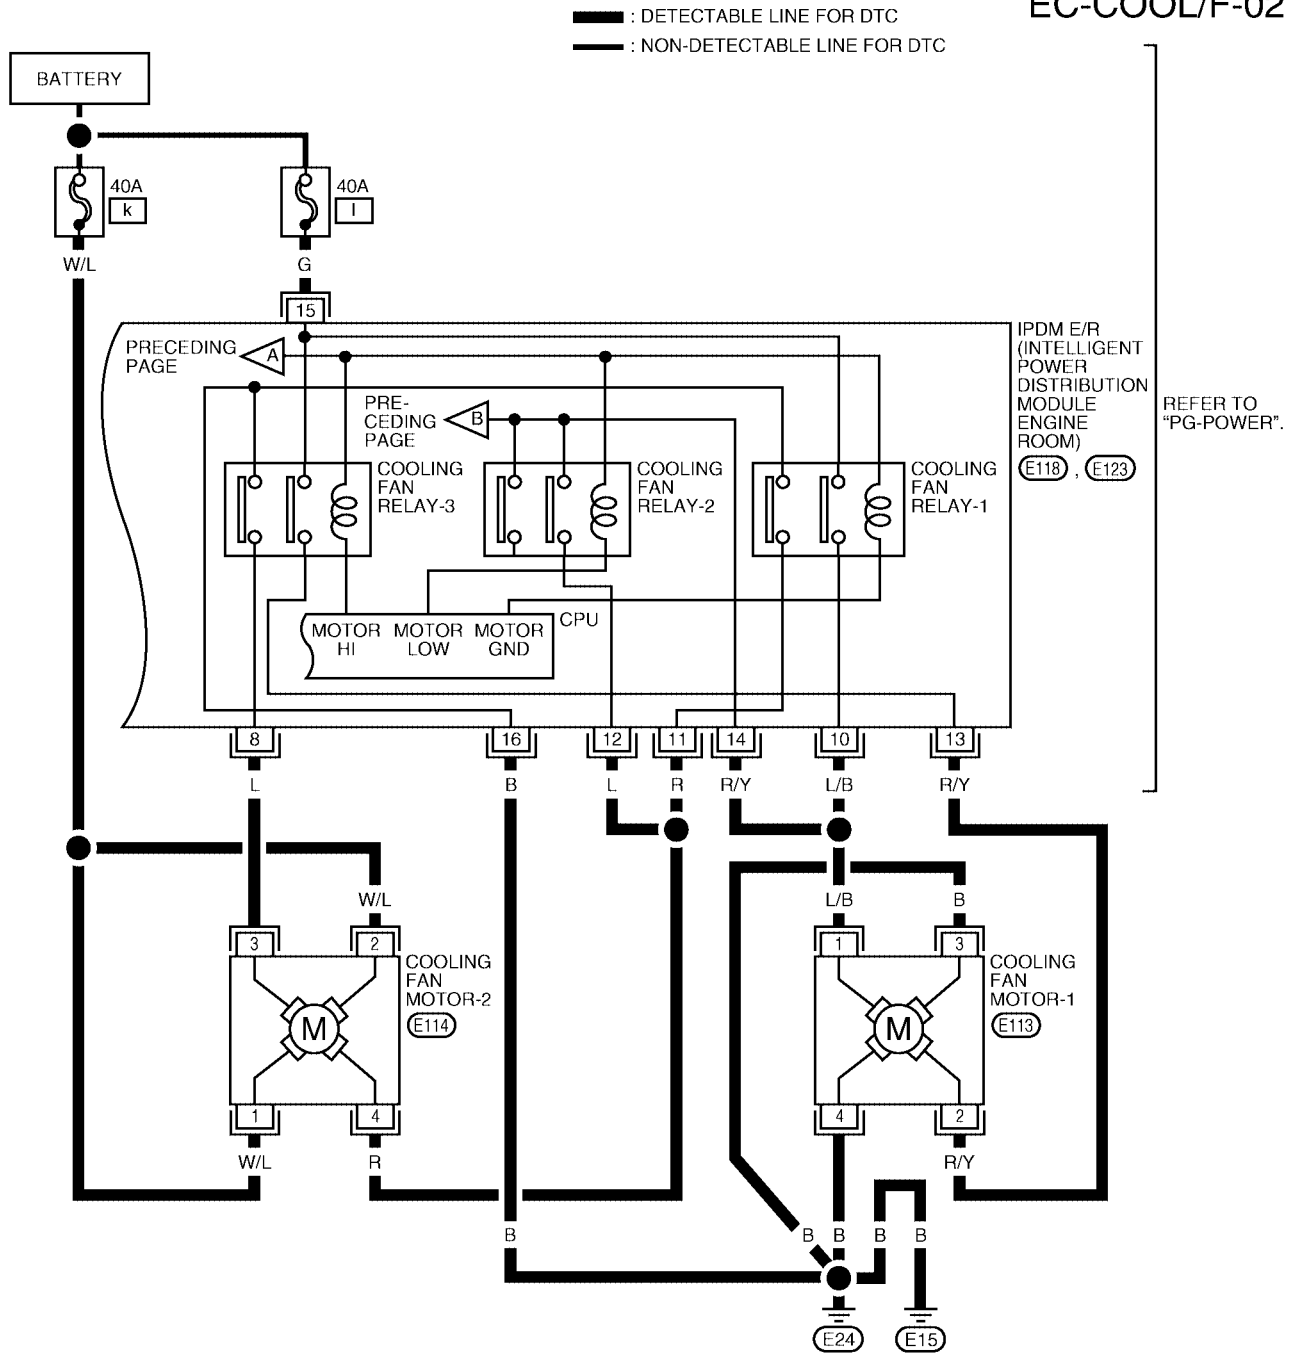 : DETECTABLE LINE FOR DTC
EC-COOL/F-02
: NON-DETECTABLE LINE FOR DTC
BATTERY
40A
k
40A
l
W/L
G
15
PRECEDING
PAGE
A
PRE-
CEDING
PAGE
B
IPDM E/R
(INTELLIGENT
POWER
DISTRIBUTION
MODULE
ENGINE
ROOM)
E118 , E123
REFER TO
“PG-POWER”.
COOLING
FAN
RELAY-3
COOLING
FAN
RELAY-2
COOLING
FAN
RELAY-1
MOTOR
HI
MOTOR
LOW
MOTOR
GND
CPU
8
16
12
11
14
10
13
L
B
L
R
R/Y
L/B
R/Y
W/L
L/B
B
3
2
1
3
COOLING
FAN
MOTOR-2
E114
COOLING
FAN
MOTOR-1
E113
M
M
1
4
4
2
W/L
R
R/Y
B
B
B
B
B
E24
E15